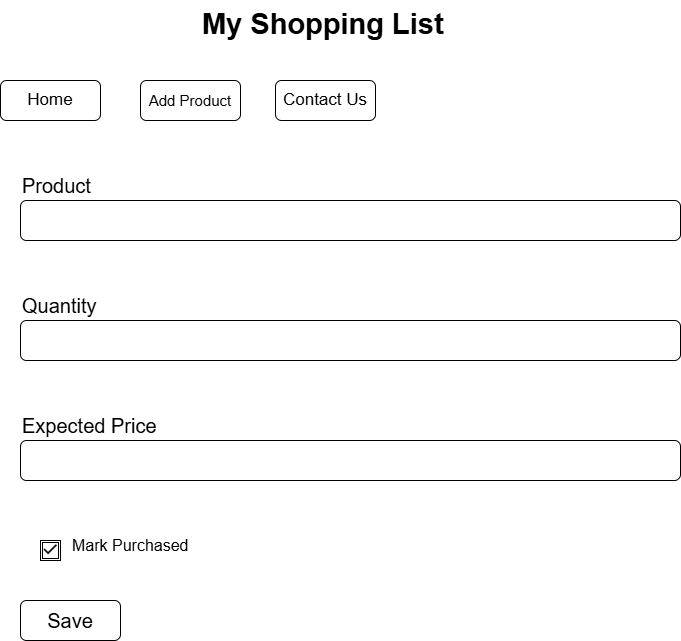 My Shopping List
Home
Add Product
Contact Us
Product
Quantity
Expected Price
Mark Purchased
Save